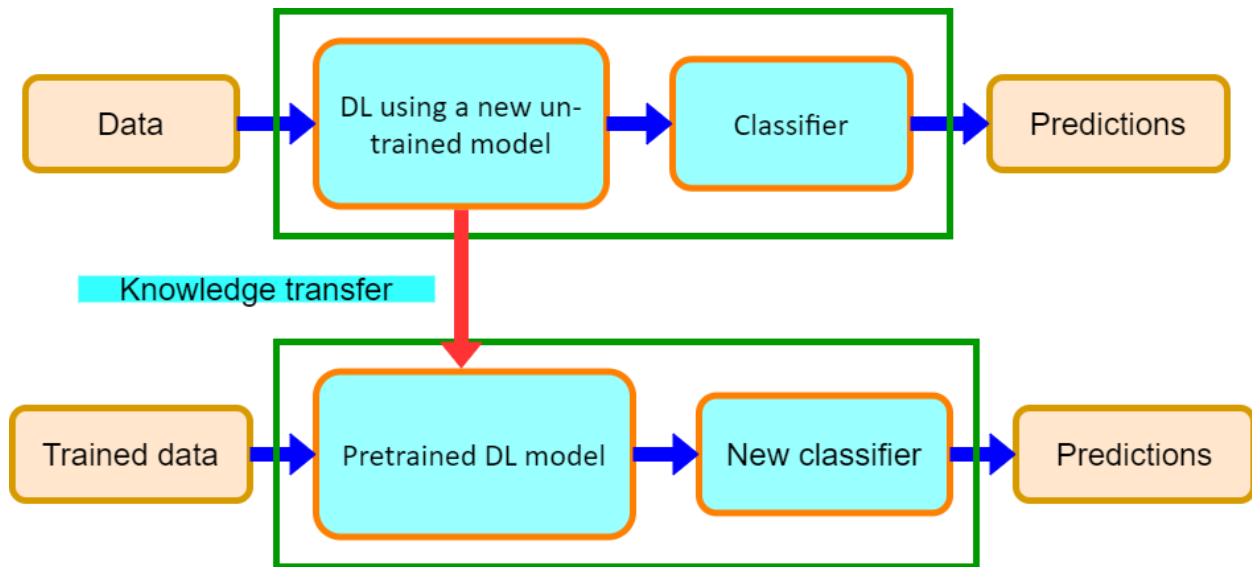 Data
DL using a new un-
trained model
Classifier
Predictions
Knowledge transfer
Trained data
Pretrained DL model
New classifier
Predictions